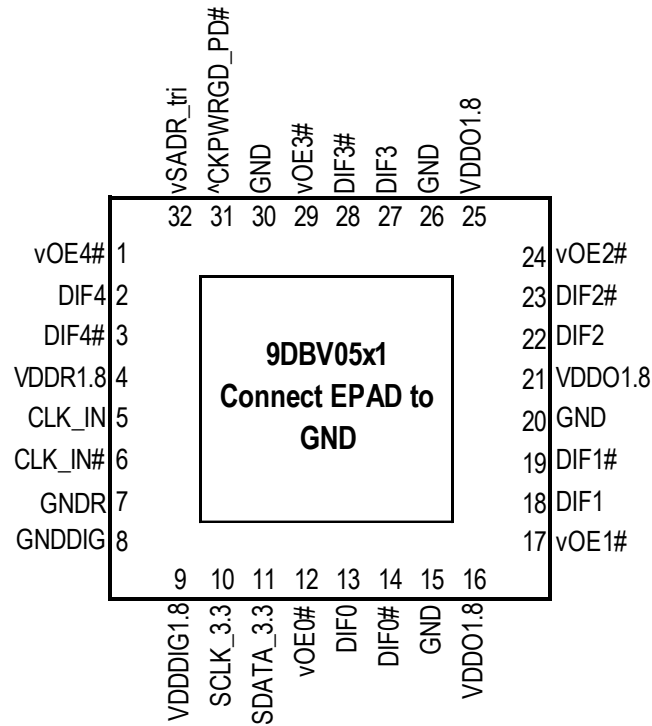 vSADR_tri
^CKPWRGD_PD#
GND
vOE3#
DIF3#
DIF3
GND
VDDO1.8
32 31 30 29 28 27 26 25
vOE4# 1
DIF4 2
DIF4# 3
VDDR1.8 4
CLK_IN 5
CLK_IN# 6
GNDR 7
GNDDIG 8
9DBV05x1
Connect EPAD to
GND
24 vOE2#
23 DIF2#
22 DIF2
21 VDDO1.8
20 GND
19 DIF1#
18 DIF1
17 vOE1#
9 10 11 12 13 14 15 16
VDDDIG1.8
SCLK_3.3
SDATA_3.3
vOE0#
DIF0
DIF0#
GND
VDDO1.8